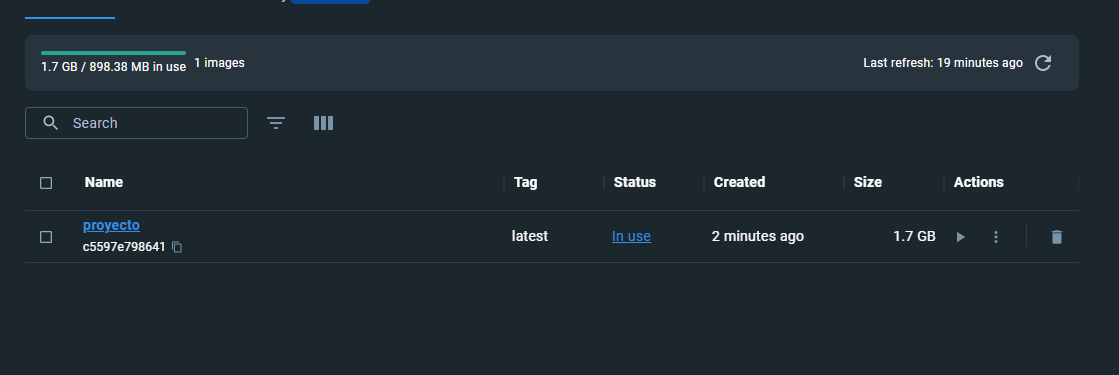 1.7 GB / 898.38 MB in use 1 images Last refresh: 19 minutes ago
Search
Name Tag Status Created Size Actions
proyecto
c5597e798641 latest In use 2 minutes ago 1.7 GB